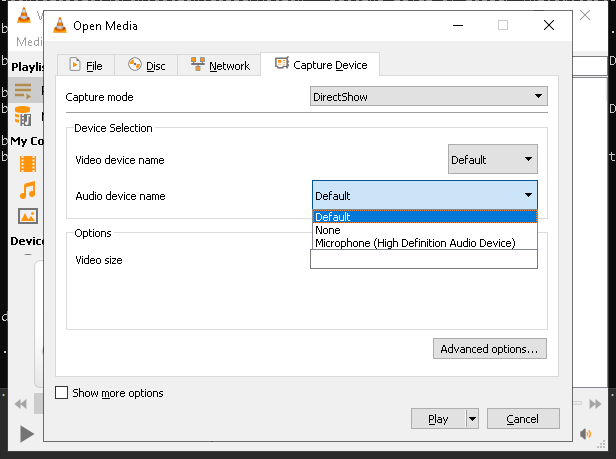 Open Media
Medi
File
Disc
Network
Capture Device
Playlis
Capture mode
DirectShow
Device Selection
My Co
Video device name
Default
Audio device name
Default
Default
None
Microphone (High Definition Audio Device)
Options
Device
Video size
Advanced options...
Show more options
Play
Cancel